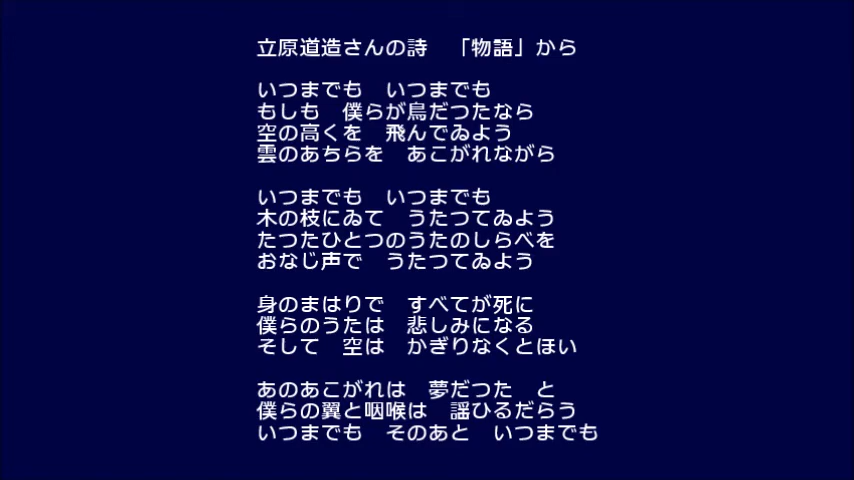 立原道造さんの詩　「物語」から
いつまでも　いつまでも
もしも　僕らが鳥だつたなら
空の高くを　飛んでゐよう
雲のあちらを　あこがれながら
いつまでも　いつまでも
木の枝にゐて　うたつてゐよう
たつたひとつのうたのしらべを
おなじ声で　うたつてゐよう
身のまはりで　すべてが死に
僕らのうたは　悲しみになる
そして　空は　かぎりなくとほい
あのあこがれは　夢だつた　と
僕らの翼と咽喉は　謡ひるだらう
いつまでも　そのあと　いつまでも